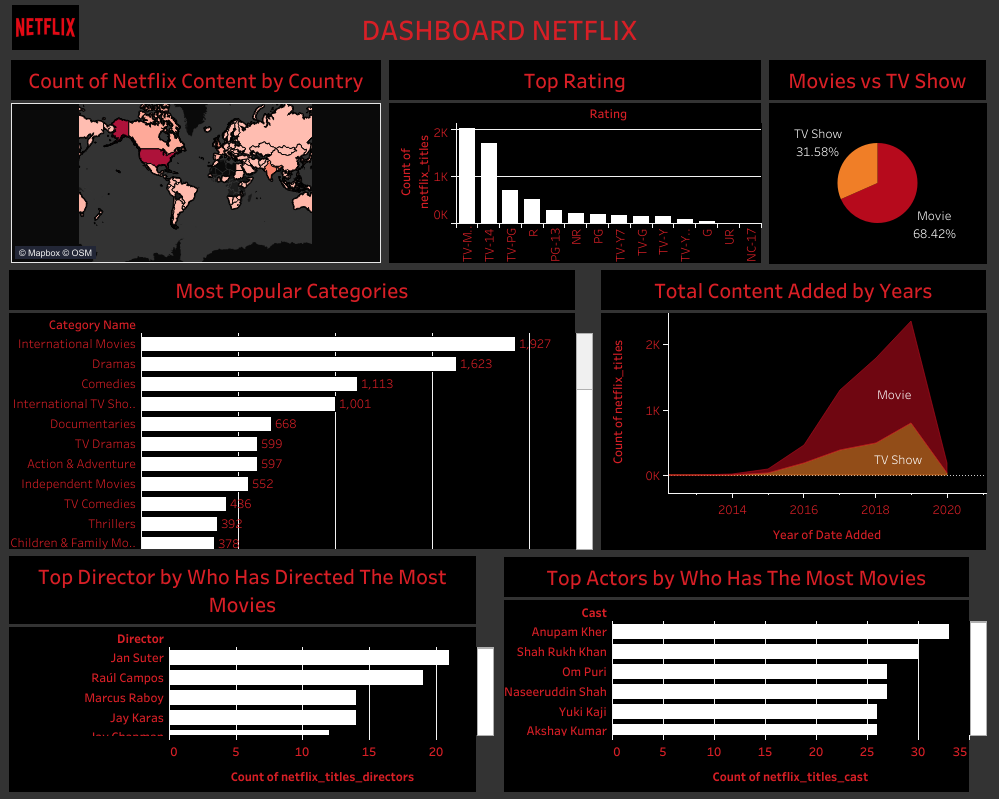 NETFLIX
DASHBOARD NETFLIX
Count of Netflix Content by Country
© Mapbox © OSM
Top Rating
Rating
Count of
netflix_titles
2K
1K
0K
TV-M..
TV-14
TV-PG
R
PG-13
NR
PG
TV-Y7
TV-G
TV-Y
TV-Y..
G
UR
NC-17
Movies vs TV Show
TV Show
31.58%
Movie
68.42%
Most Popular Categories
Category Name
International Movies 1,927
Dramas 1,623
Comedies 1,113
International TV Sho.. 1,001
Documentaries 668
TV Dramas 599
Action & Adventure 597
Independent Movies 552
TV Comedies 436
Thrillers 392
Children & Family Mo.. 378
Total Content Added by Years
Count of netflix_titles
2K
1K
0K
Movie
TV Show
2014 2016 2018 2020
Year of Date Added
Top Director by Who Has Directed The Most
Movies
Director
Jan Suter
Raúl Campos
Marcus Raboy
Jay Karas
0 5 10 15 20
Count of netflix_titles_directors
Top Actors by Who Has The Most Movies
Cast
Anupam Kher
Shah Rukh Khan
Om Puri
Naseeruddin Shah
Yuki Kaji
Akshay Kumar
0 5 10 15 20 25 30 35
Count of netflix_titles_cast